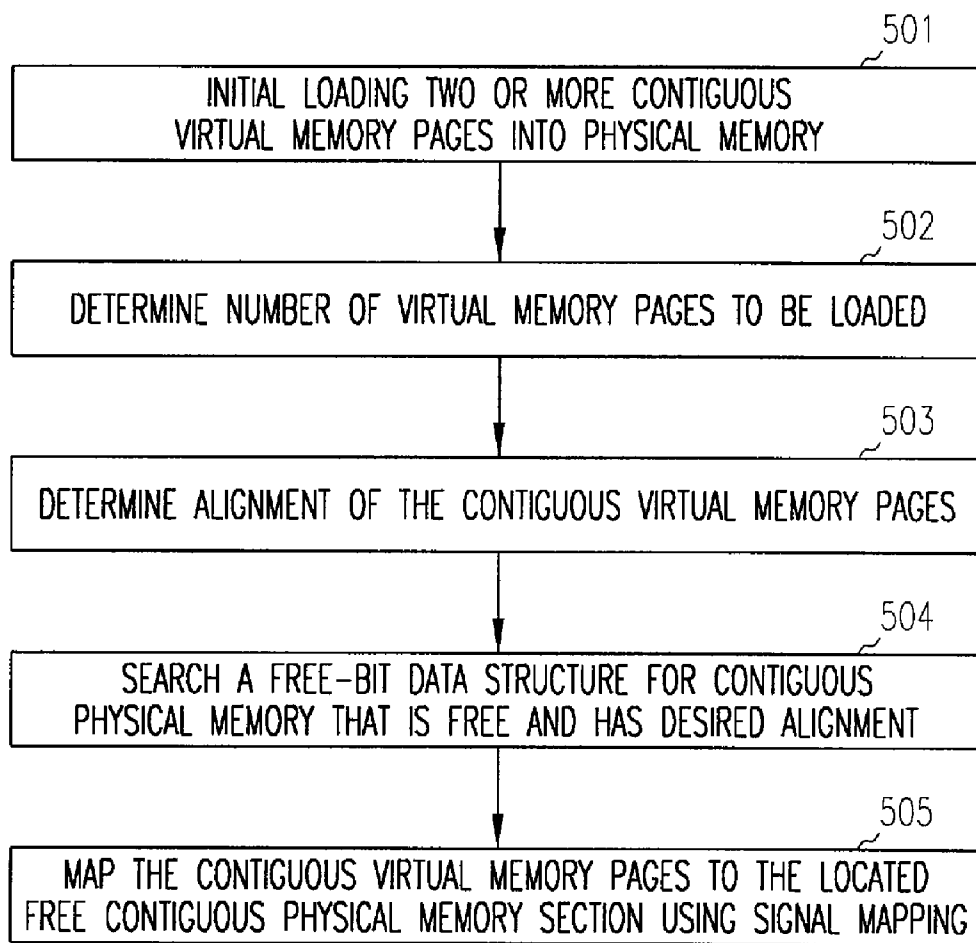 501
INITIAL LOADING TWO OR MORE CONTIGUOUS
VIRTUAL MEMORY PAGES INTO PHYSICAL MEMORY
502
DETERMINE NUMBER OF VIRTUAL MEMORY PAGES TO BE LOADED
503
DETERMINE ALIGNMENT OF THE CONTIGUOUS VIRTUAL MEMORY PAGES
504
SEARCH A FREE-BIT DATA STRUCTURE FOR CONTIGUOUS
PHYSICAL MEMORY THAT IS FREE AND HAS DESIRED ALIGNMENT
505
MAP THE CONTIGUOUS VIRTUAL MEMORY PAGES TO THE LOCATED
FREE CONTIGUOUS PHYSICAL MEMORY SECTION USING SIGNAL MAPPING